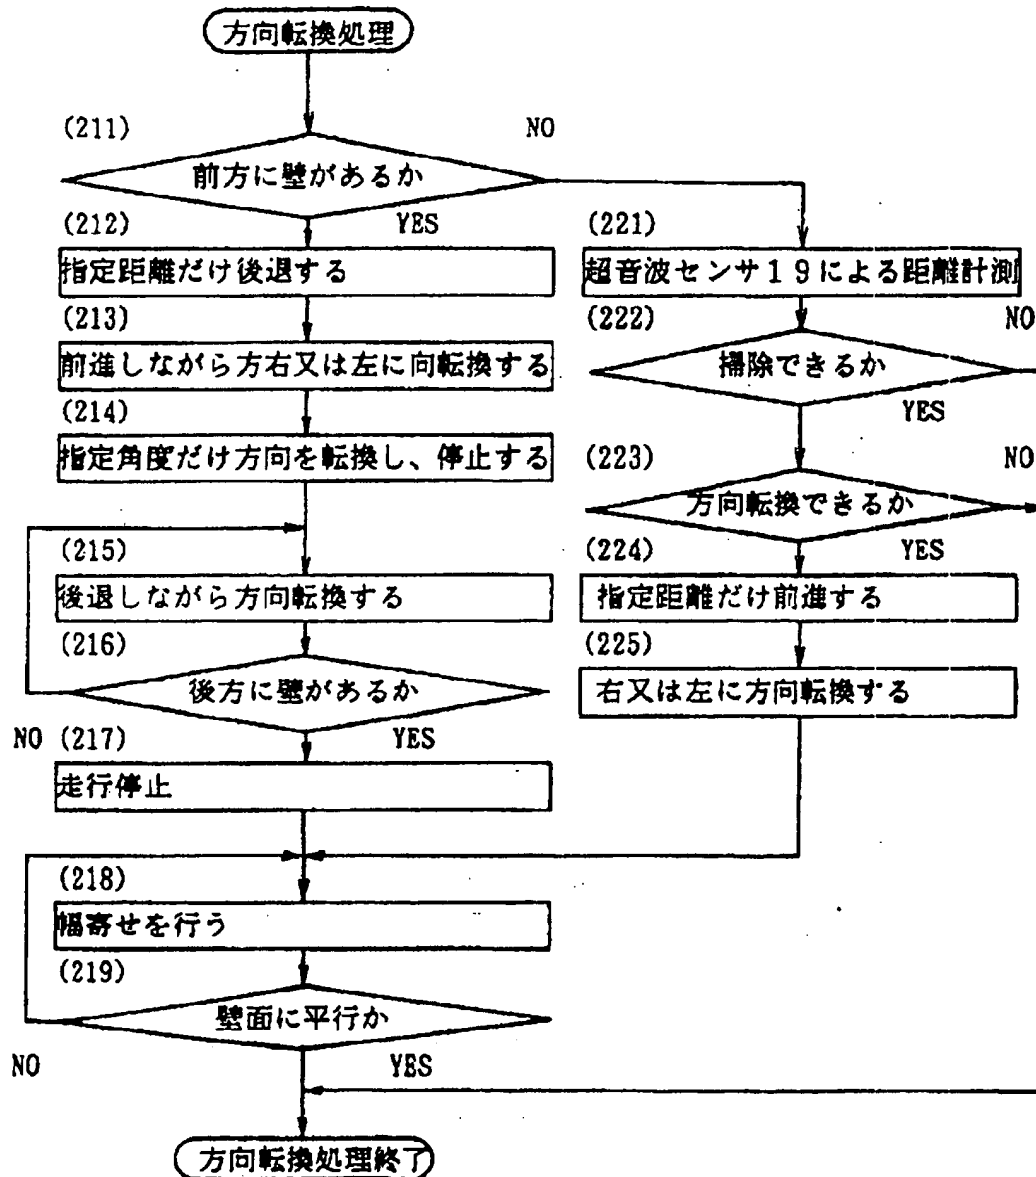 方向転換処理
(211)
NO
前方に壁があるか
(212)
YES
指定距離だけ後退する
(213)
前進しながら方右又は左に向転換する
(214)
指定角度だけ方向を転換し、停止する
(215)
後退しながら方向転換する
(216)
後方に壁があるか
NO
(217)
YES
走行停止
(218)
幅寄せを行う
(219)
壁面に平行か
NO
YES
(221)
超音波センサ19による距離計測
(222)
NO
掃除できるか
YES
(223)
NO
方向転換できるか
(224)
YES
指定距離だけ前進する
(225)
右又は左に方向転換する
方向転換処理終了